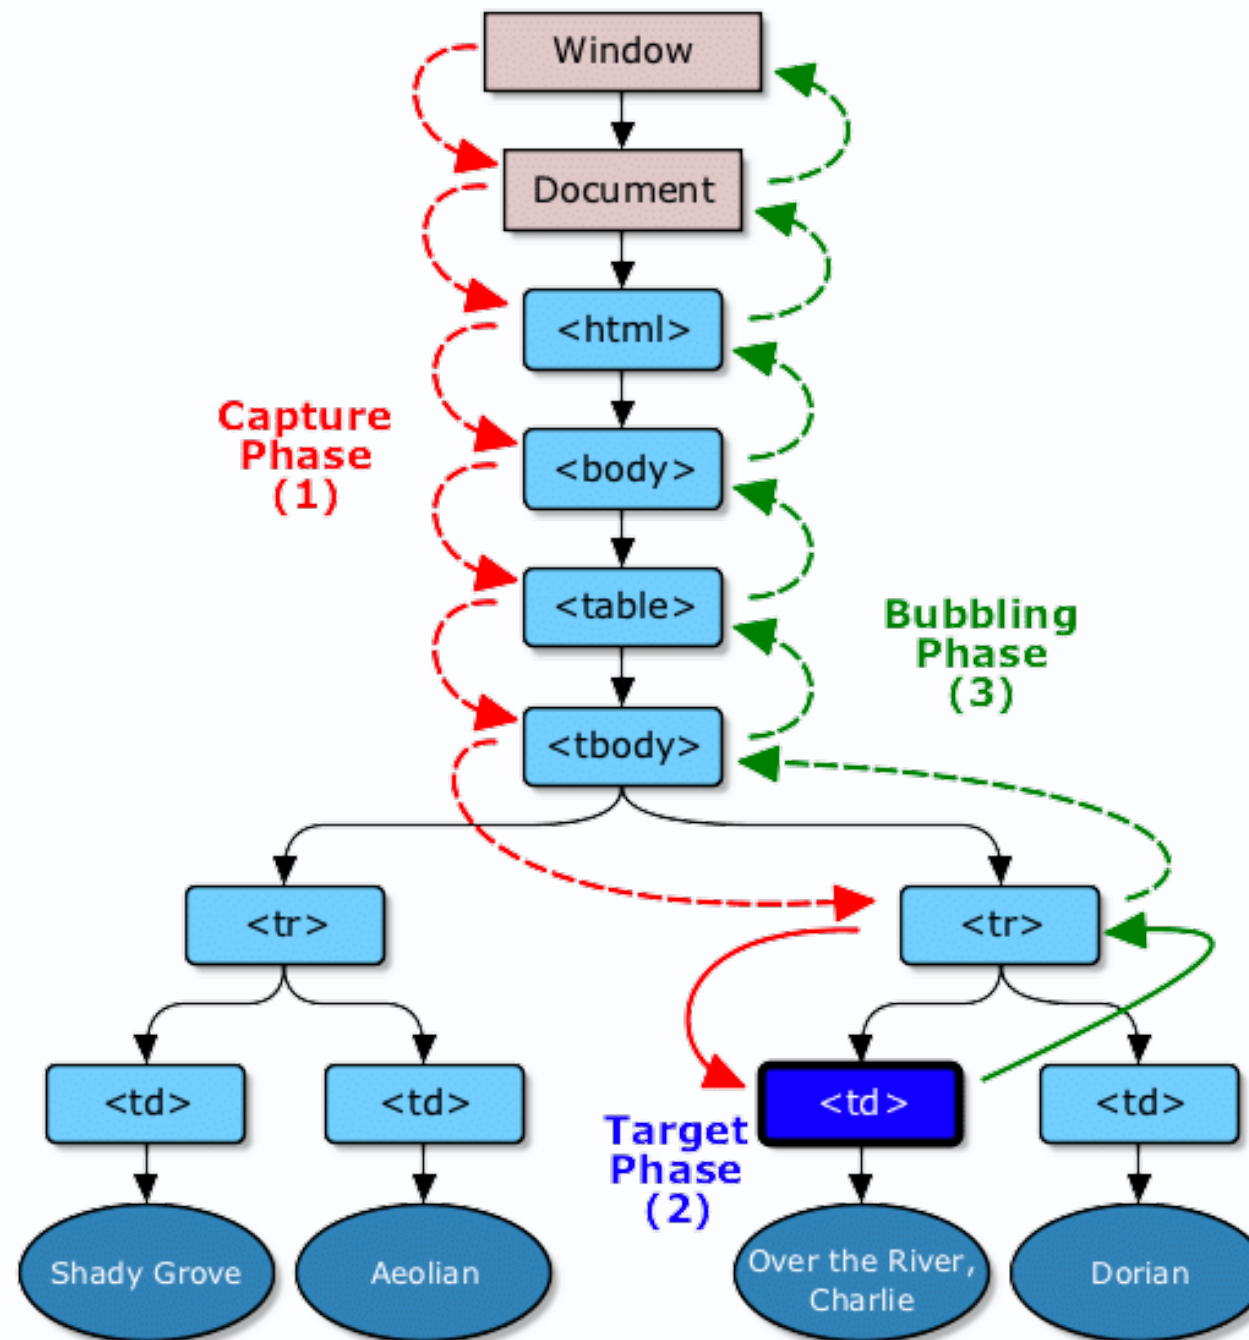 Window
Document
<html>
Capture
Phase
(1)
<body>
<table>
Bubbling
Phase
(3)
<tbody>
<tr>
<tr>
<td>
<td>
<td>
<td>
Target
Phase
(2)
Shady Grove
Aeolian
Over the River,
Charlie
Dorian